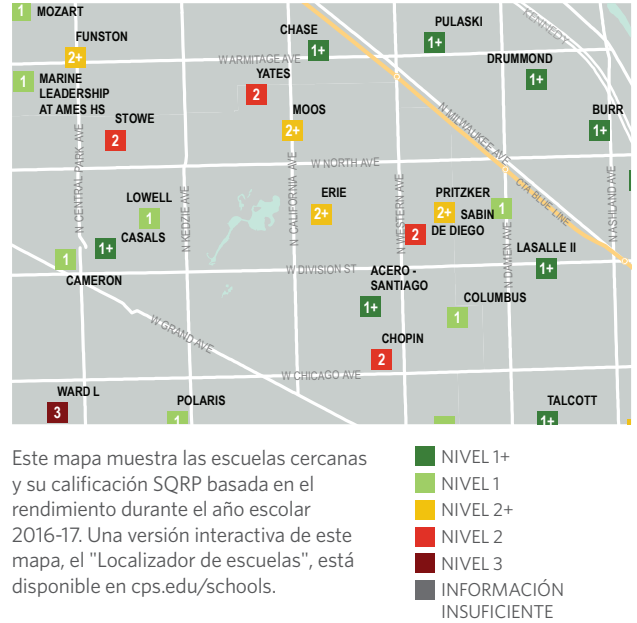 1 MOZART
FUNSTON
2+
CHASE
1+
PULASKI
1+
KENNEDY
W ARMITAGE AVE
DRUMMOND
1+
1 MARINE
LEADERSHIP
AT AMES HS
YATES
2
STOWE
2
MOOS
2+
BURR
1+
N MILWAUKEE AVE
CTA BLUE LINE
W NORTH AVE
N CENTRAL PARK AVE
N KEDZIE AVE
N CALIFORNIA AVE
N WESTERN AVE
N DAMEN AVE
N ASHLAND AVE
LOWELL
1
ERIE
2+
PRITZKER
2+
SABIN
1
2 DE DIEGO
CASALS
1+
LASALLE II
1+
1
CAMERON
W DIVISION ST
ACERO -
SANTIAGO
1+
COLUMBUS
1
W GRAND AVE
CHOPIN
2
W CHICAGO AVE
WARD L
3
POLARIS
1
TALCOTT
1+
Este mapa muestra las escuelas cercanas
y su calificación SQRP basada en el
rendimiento durante el año escolar
2016-17. Una versión interactiva de este
mapa, el "Localizador de escuelas", está
disponible en cps.edu/schools.
NIVEL 1+
NIVEL 1
NIVEL 2+
NIVEL 2
NIVEL 3
INFORMACIÓN
INSUFICIENTE